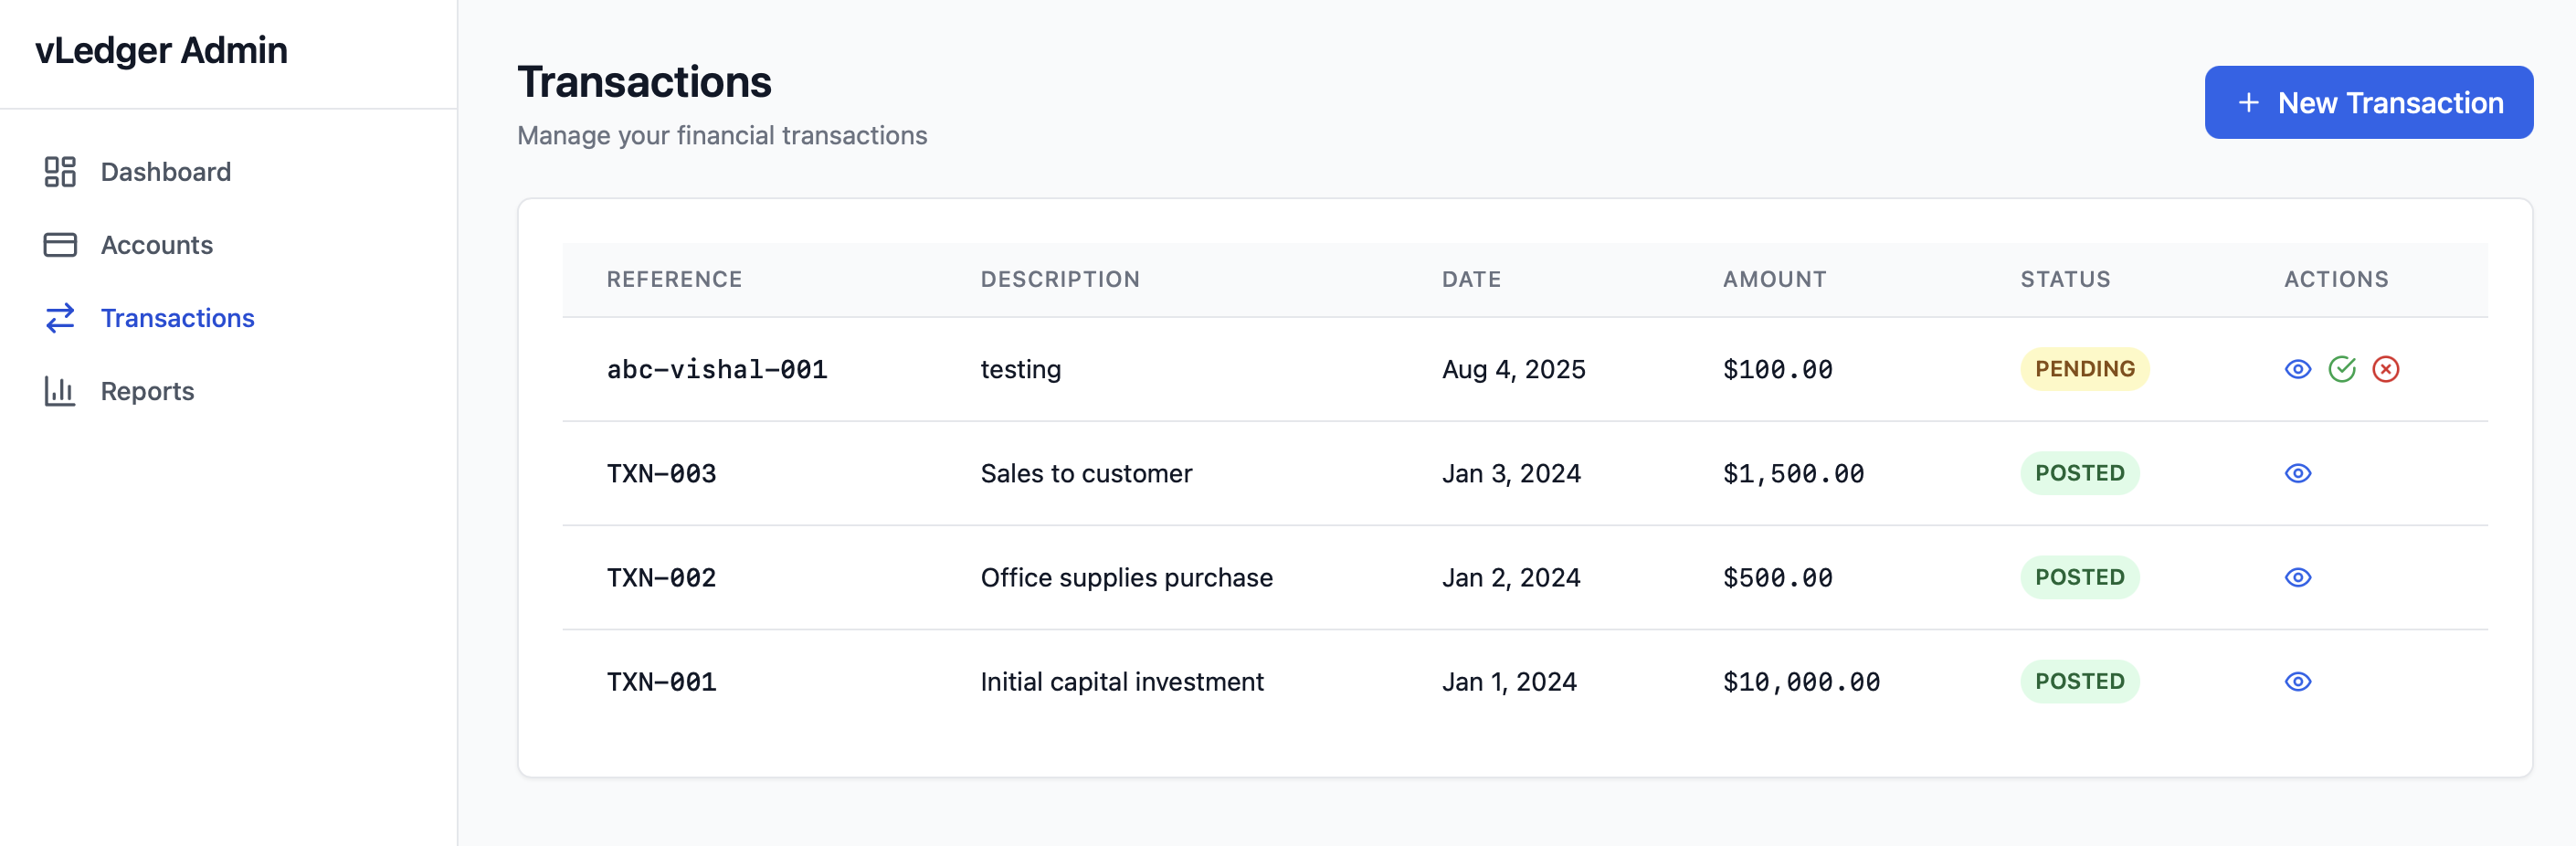 vLedger Admin
Dashboard
Accounts
Transactions
Reports
Transactions
Manage your financial transactions
+ New Transaction
REFERENCE DESCRIPTION DATE AMOUNT STATUS ACTIONS
abc-vishal-001 testing Aug 4, 2025 $100.00 PENDING
TXN-003 Sales to customer Jan 3, 2024 $1,500.00 POSTED
TXN-002 Office supplies purchase Jan 2, 2024 $500.00 POSTED
TXN-001 Initial capital investment Jan 1, 2024 $10,000.00 POSTED